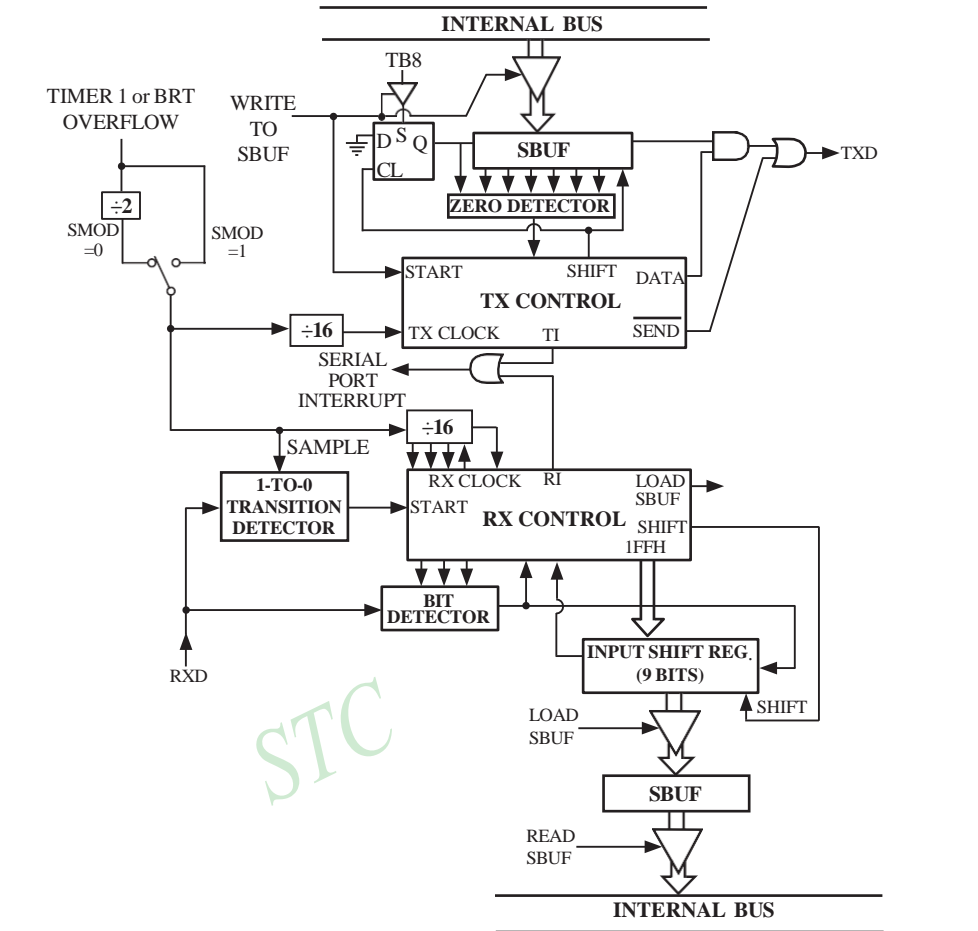 INTERNAL BUS
TB8
TIMER 1 or BRT
OVERFLOW
WRITE
TO
SBUF
D S Q
CL
SBUF
TXD
÷2
ZERO DETECTOR
SMOD
=0
SMOD
=1
START
SHIFT
DATA
TX CONTROL
÷16
TX CLOCK
TI
SEND
SERIAL
PORT
INTERRUPT
÷16
SAMPLE
RX CLOCK
RI
LOAD
SBUF
1-TO-0
TRANSITION
DETECTOR
START
RX CONTROL
SHIFT
1FFH
BIT
DETECTOR
INPUT SHIFT REG.
(9 BITS)
RXD
SHIFT
STC
LOAD
SBUF
SBUF
READ
SBUF
INTERNAL BUS